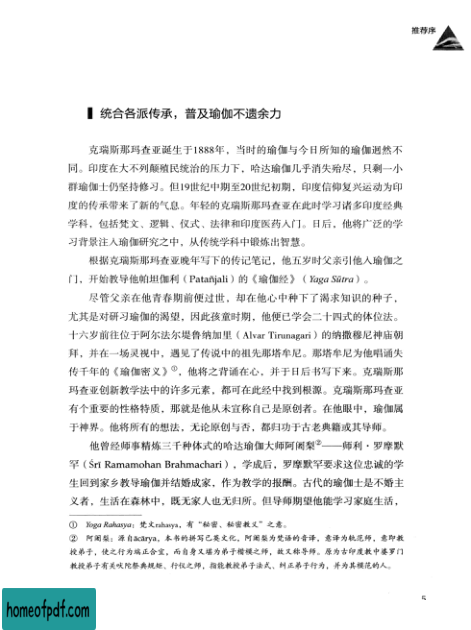 推荐序
统合各派传承，普及瑜伽不遗余力
克瑞斯那玛查亚诞生于1888年，当时的瑜伽与今日所知的瑜伽迥然不
同。印度在大不列颠殖民统治的压力下，哈达瑜伽几乎消失殆尽，只剩一小
群瑜伽士仍坚持修习。但19世纪中期至20世纪初期，印度信仰复兴运动为印
度的传承带来了新的气息。年轻的克瑞斯那玛查亚在此时学习诸多印度经典
学科，包括梵文、逻辑、仪式、法律和印度医药入门。日后，他将广泛的学
习背景注入瑜伽研究之中，从传统学科中锻炼出智慧。
根据克瑞斯那玛查亚晚年写下的传记笔记，他五岁时父亲引他入瑜伽之
门，开始教导他帕坦伽利（Patañjali）的《瑜伽经》（Yoga Sūtra）。
尽管父亲在他青春期前便过世，却在他心中种下了渴求知识的种子，
尤其是对研习瑜伽的渴望，因此孩童时期，他便已学会二十四式的体位法。
十六岁前往位于阿尔法尔堤鲁纳加里（Alvar Tirunagari）的纳撒穆尼神庙朝
拜，并在一场灵视中，遇见了传说中的祖先那塔牟尼。那塔牟尼为他唱诵失
传千年的《瑜伽密义》①，他将之背诵在心，并于日后书写下来。克瑞斯那
玛查亚创新教学法中的许多元素，都可在此经中找到根源。克瑞斯那玛查亚
有个重要的性格特质，那就是他从未宣称自己是原创者。在他眼中，瑜伽属
于神界。他将所有的想法，无论原创与否，都归功于古老典籍或其导师。
他曾经师事精炼三千种体式的哈达瑜伽大师阿阇梨②——师利·罗摩默
罕（Śrī Ramamohan Brahmachari），学成后，罗摩默罕要求这位忠诚的学
生回到家乡教导瑜伽并结婚成家，作为教学的报酬。古代的瑜伽士是不婚主
义者，生活在森林中，既无家人也无归所。但导师期望他能学习家庭生活，
① Yoga Rahasya：梵文rahasya，有“秘密、秘密教义”之意。
② 阿阇梨：源自ācārya，本书的拼写已英文化，阿阇梨为梵语的音译，意译为轨范师，意即教
授弟子，使之行为端正合宜，而自身又堪为弟子楷模之师，故又称导师。原为古印度教中婆罗门
教授弟子有关吠陀祭典规矩、行仪之师，指能教授弟子法式、纠正弟子行为，并为其模范的人。
5
homeofpdf.com